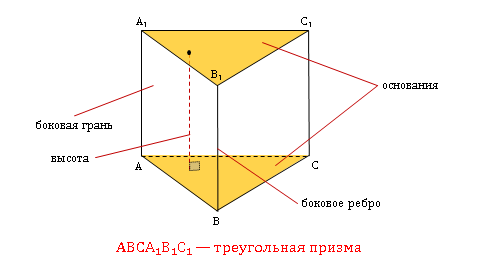 A₁
C₁
B₁
основания
боковая грань
высота
A
C
боковое ребро
B
ABCA₁B₁C₁ — треугольная призма